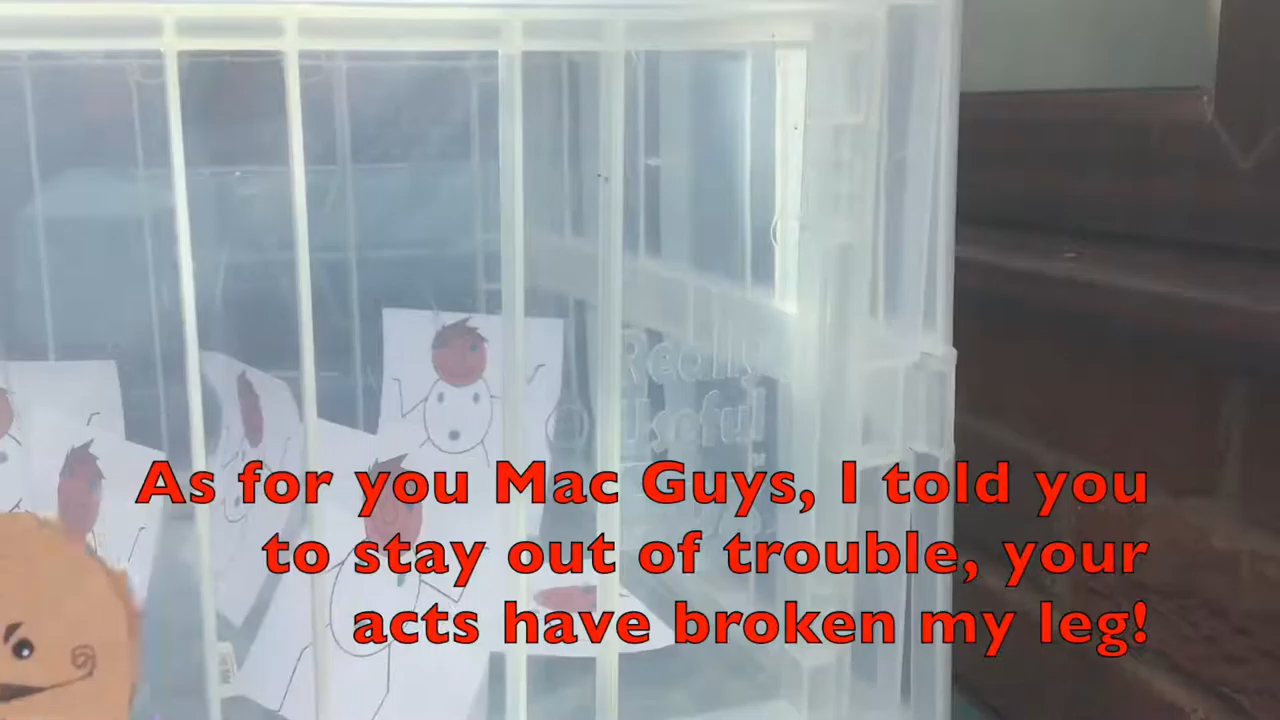 Really
Useful
As for you Mac Guys, I told you
to stay out of trouble, your
acts have broken my leg!